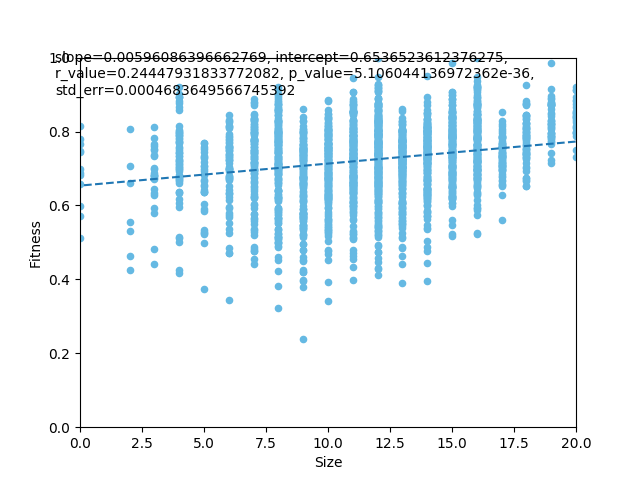 slope=0.00596086396662769, intercept=0.6536523612376275,
r_value=0.24447931833772082, p_value=5.106044136972362e-36,
std_err=0.0004683649566745392
1.0
0.8
0.6
0.4
0.2
0.0
Fitness
0.0 2.5 5.0 7.5 10.0 12.5 15.0 17.5 20.0
Size